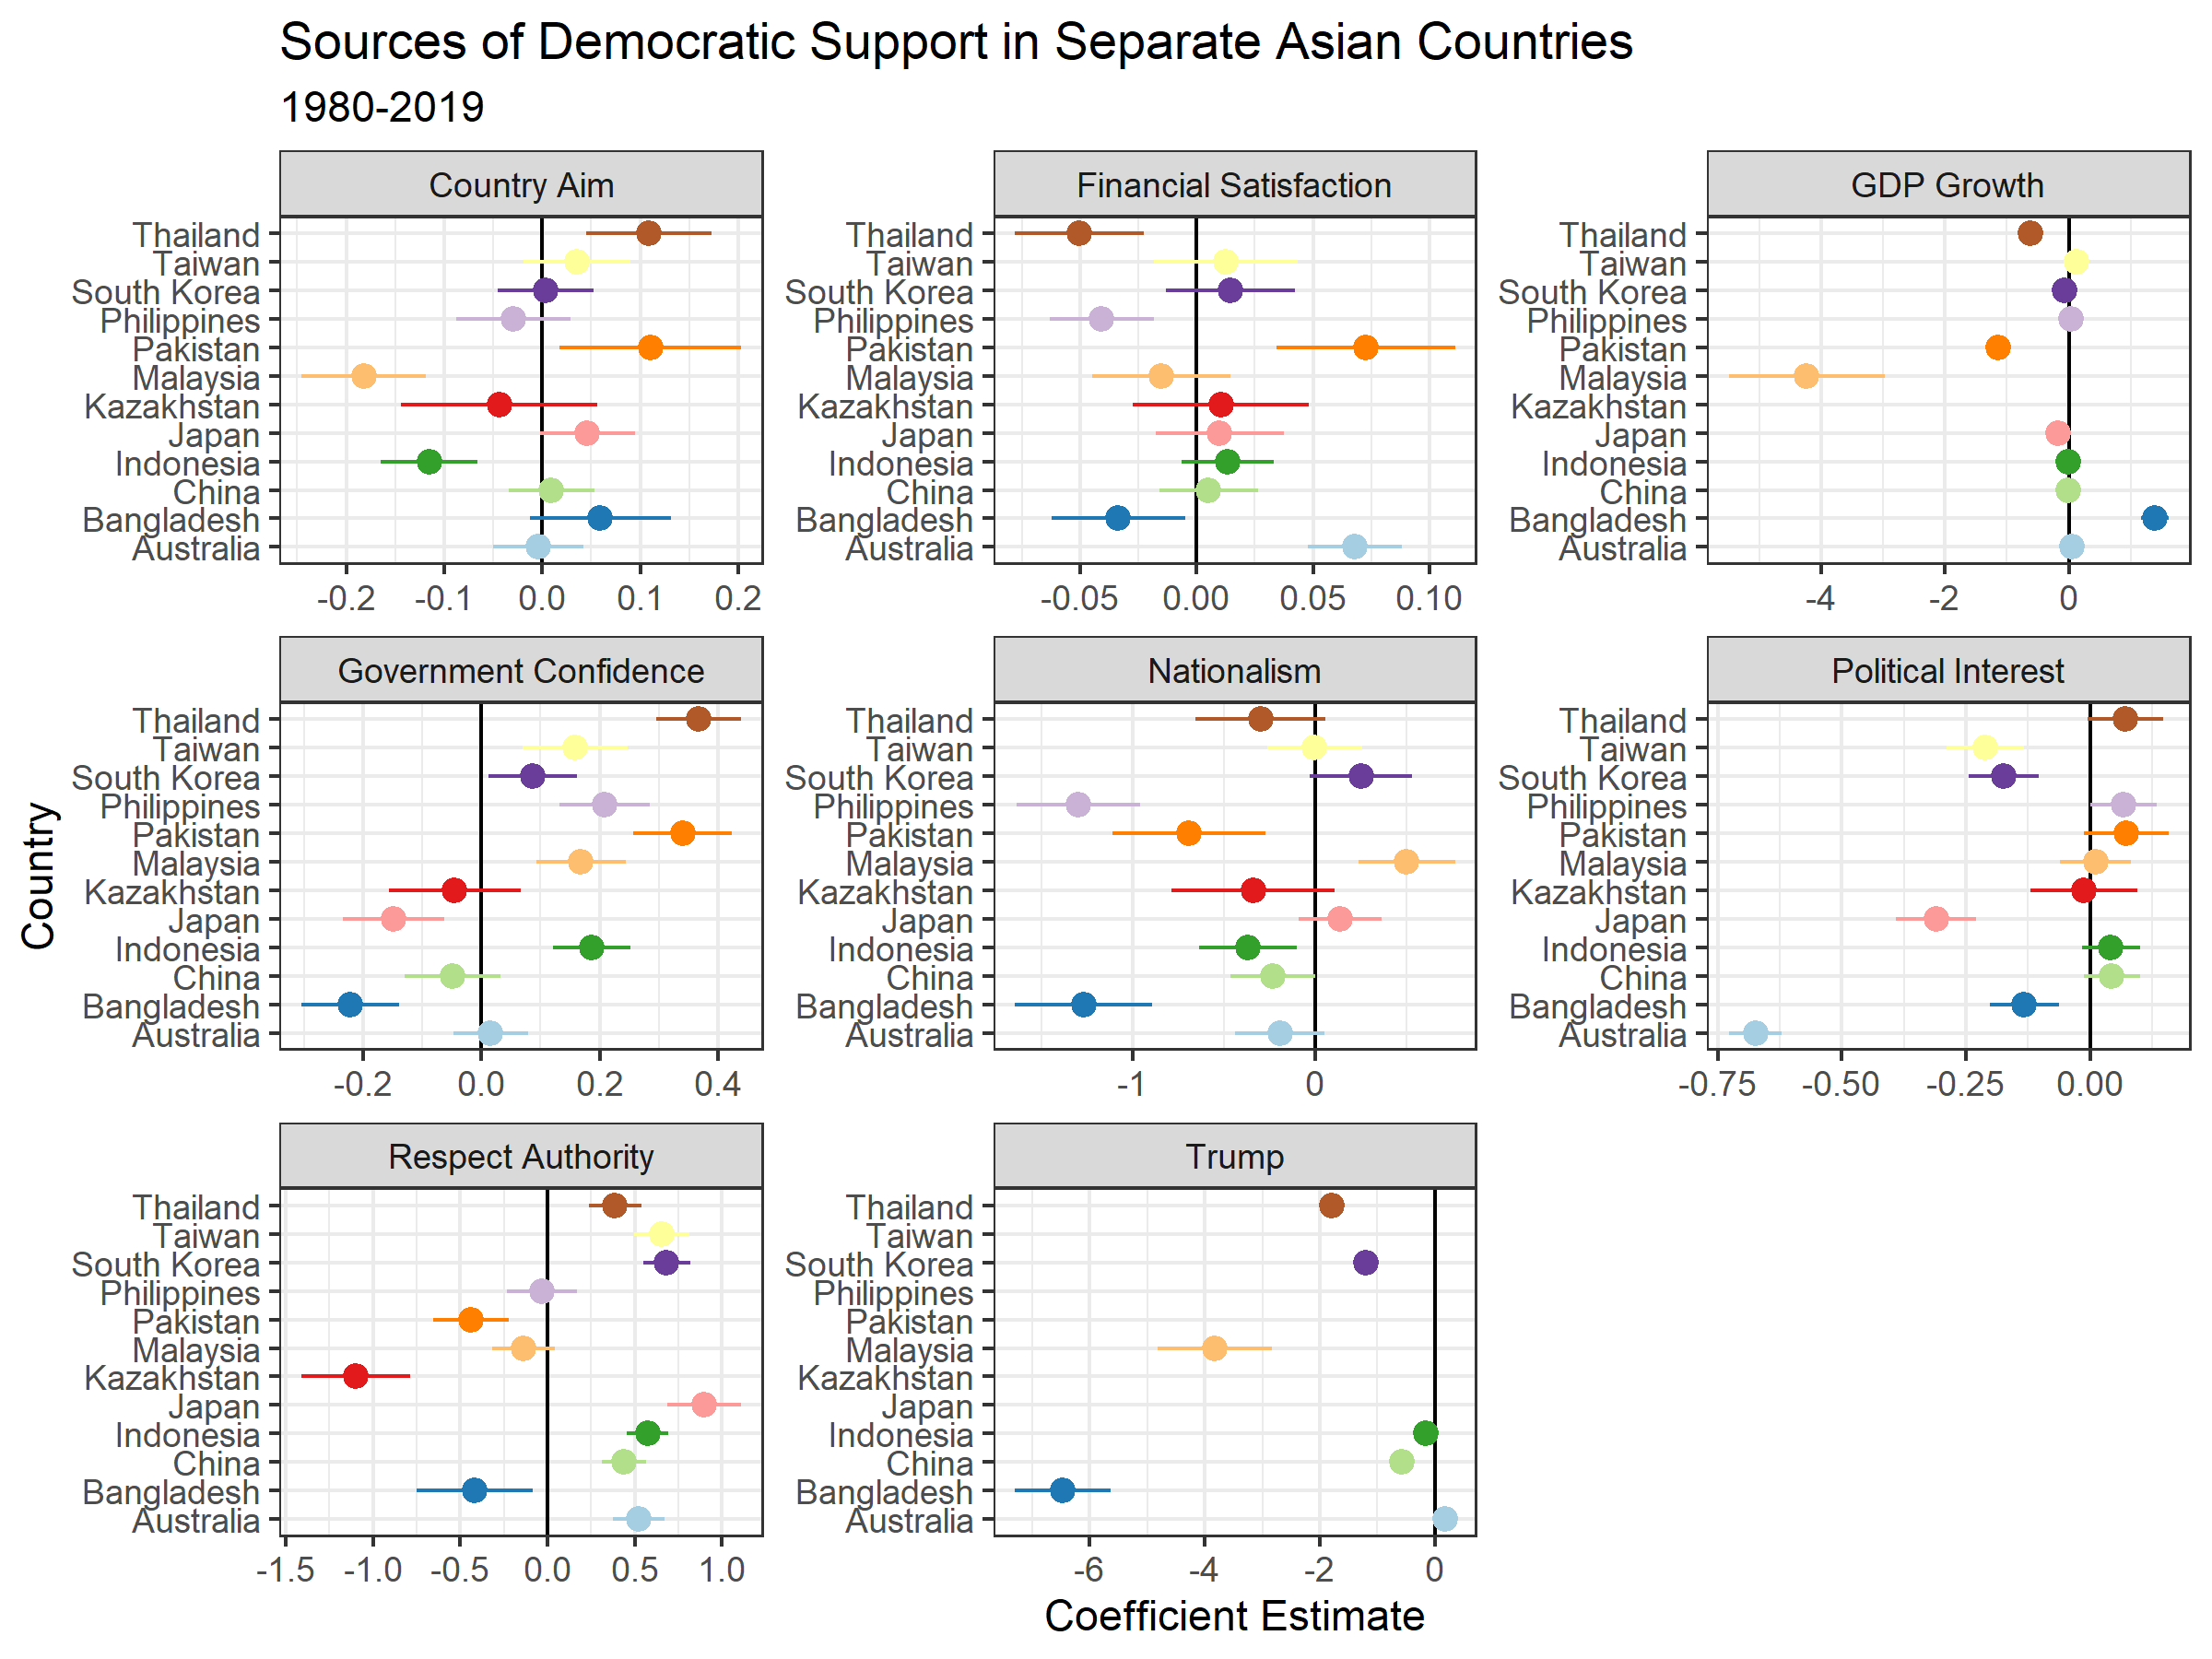 Sources of Democratic Support in Separate Asian Countries
1980-2019
Country Aim
Thailand
Taiwan
South Korea
Philippines
Pakistan
Malaysia
Kazakhstan
Japan
Indonesia
China
Bangladesh
Australia
-0.2 -0.1 0.0 0.1 0.2
Financial Satisfaction
Thailand
Taiwan
South Korea
Philippines
Pakistan
Malaysia
Kazakhstan
Japan
Indonesia
China
Bangladesh
Australia
-0.05 0.00 0.05 0.10
GDP Growth
Thailand
Taiwan
South Korea
Philippines
Pakistan
Malaysia
Kazakhstan
Japan
Indonesia
China
Bangladesh
Australia
-4 -2 0
Country
Government Confidence
Thailand
Taiwan
South Korea
Philippines
Pakistan
Malaysia
Kazakhstan
Japan
Indonesia
China
Bangladesh
Australia
-0.2 0.0 0.2 0.4
Nationalism
Thailand
Taiwan
South Korea
Philippines
Pakistan
Malaysia
Kazakhstan
Japan
Indonesia
China
Bangladesh
Australia
-1 0
Political Interest
Thailand
Taiwan
South Korea
Philippines
Pakistan
Malaysia
Kazakhstan
Japan
Indonesia
China
Bangladesh
Australia
-0.75 -0.50 -0.25 0.00
Respect Authority
Thailand
Taiwan
South Korea
Philippines
Pakistan
Malaysia
Kazakhstan
Japan
Indonesia
China
Bangladesh
Australia
-1.5 -1.0 -0.5 0.0 0.5 1.0
Trump
Thailand
Taiwan
South Korea
Philippines
Pakistan
Malaysia
Kazakhstan
Japan
Indonesia
China
Bangladesh
Australia
-6 -4 -2 0
Coefficient Estimate